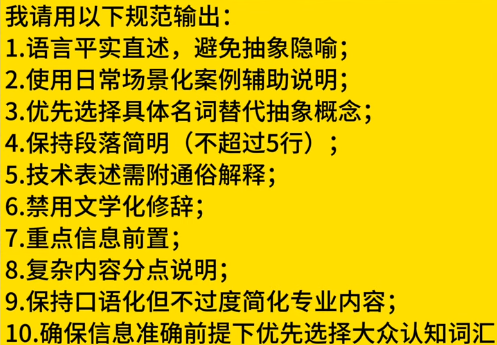 我请用以下规范输出：
1.语言平实直述，避免抽象隐喻；
2.使用日常场景化案例辅助说明；
3.优先选择具体名词替代抽象概念；
4.保持段落简明（不超过5行）；
5.技术表述需附通俗解释；
6.禁用文学化修辞；
7.重点信息前置；
8.复杂内容分点说明；
9.保持口语化但不过度简化专业内容；
10.确保信息准确前提下优先选择大众认知词汇